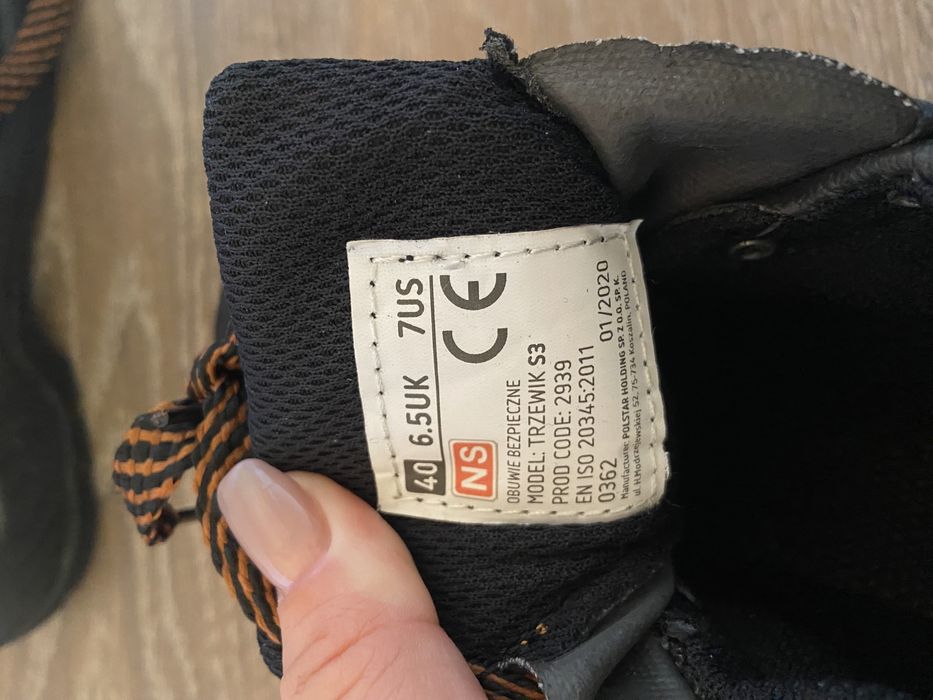 40 6.5UK 7US
NS CE
OBUWIE BEZPIECZNE
MODEL: TRZEWIK S3
PROD CODE: 2939
EN ISO 20345:2011
0362 01/2020
Manufacturer: POLSTAR HOLDING SP. Z O.O. SP. K.
ul. H.Modrzejewskiej 52, 75-734 Koszalin, POLAND